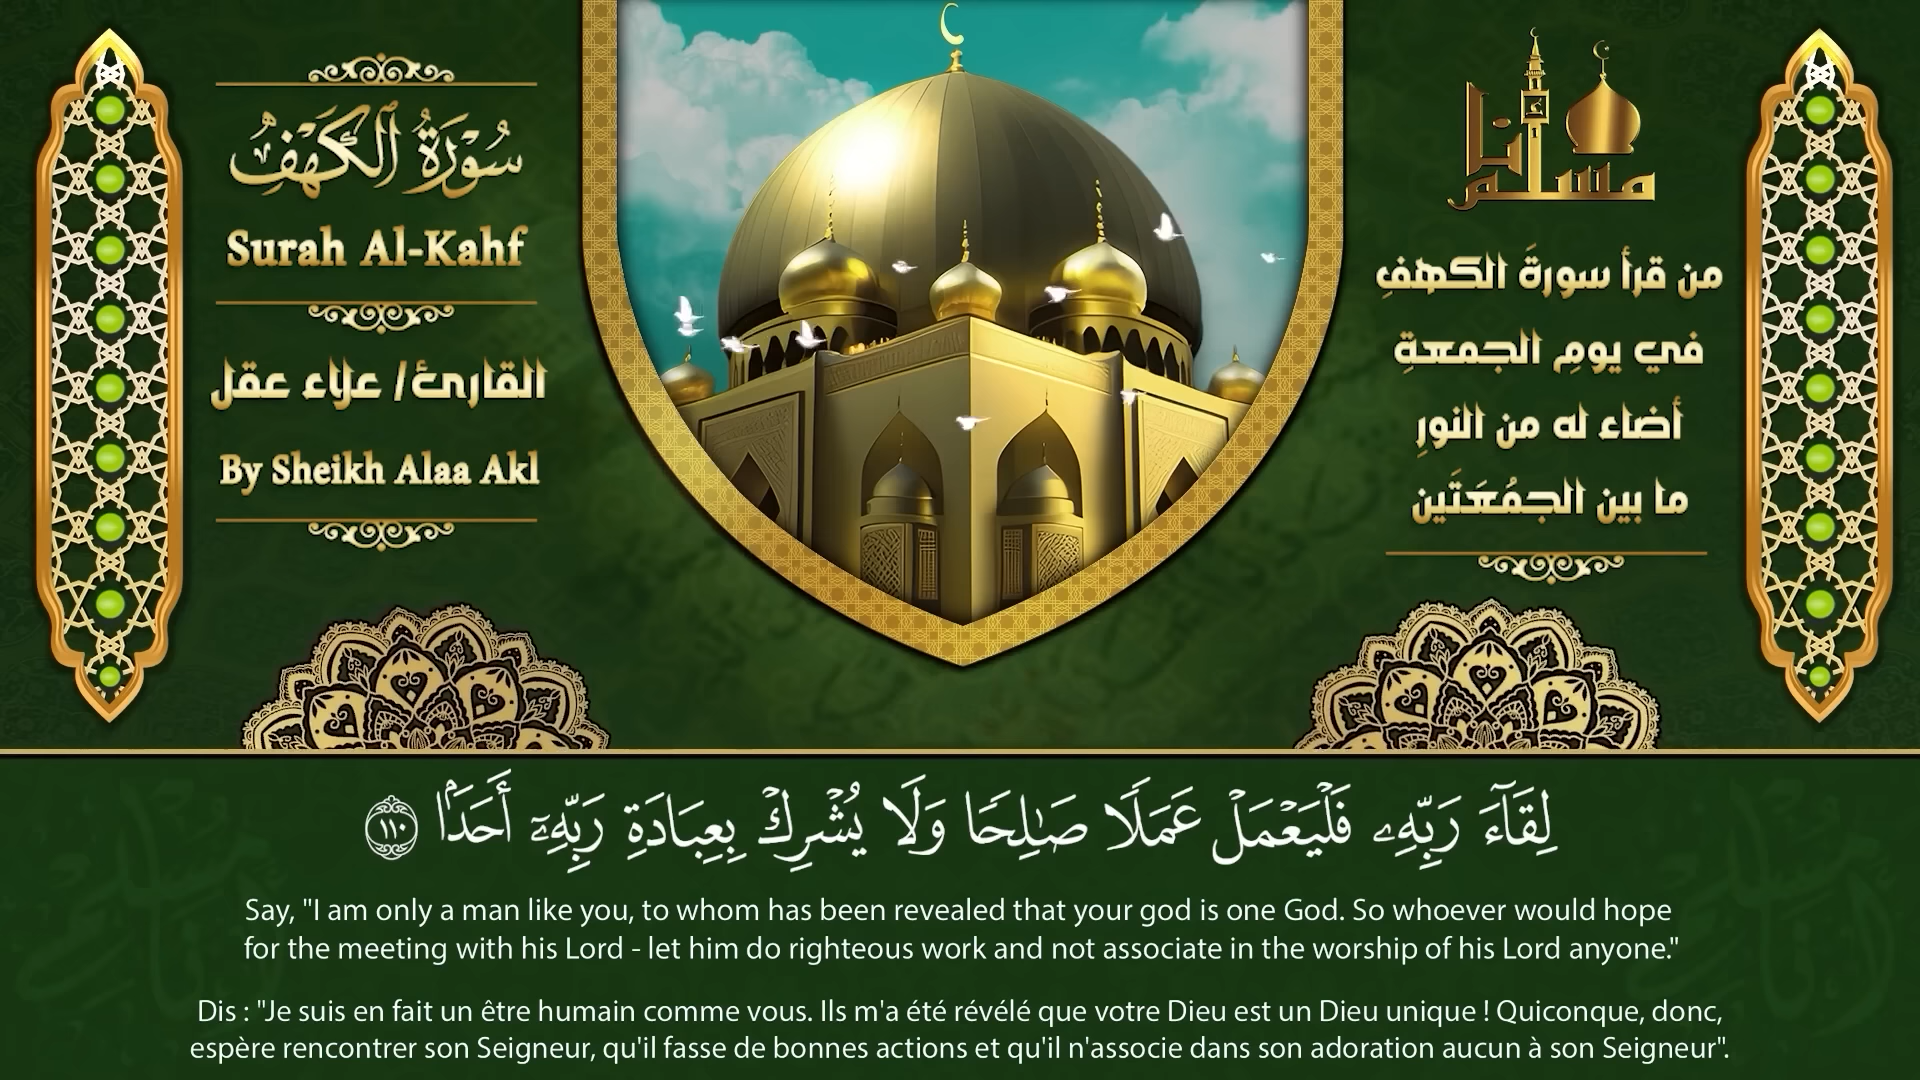 سُورَةُ الكَهْفِ
Surah Al-Kahf
القارئ/ علاء عقل
By Sheikh Alaa Akl
أنا مسلم
من قرأ سورةَ الكهفِ
في يومِ الجمعةِ
أضاء له من النورِ
ما بين الجمُعَتَين
لِقَآءَ رَبِّهِۦ فَلْيَعْمَلْ عَمَلًا صَٰلِحًا وَلَا يُشْرِكْ بِعِبَادَةِ رَبِّهِۦٓ أَحَدًۢا ١١٠
Say, "I am only a man like you, to whom has been revealed that your god is one God. So whoever would hope
for the meeting with his Lord - let him do righteous work and not associate in the worship of his Lord anyone."
Dis : "Je suis en fait un être humain comme vous. Ils m'a été révélé que votre Dieu est un Dieu unique ! Quiconque, donc,
espère rencontrer son Seigneur, qu'il fasse de bonnes actions et qu'il n'associe dans son adoration aucun à son Seigneur".